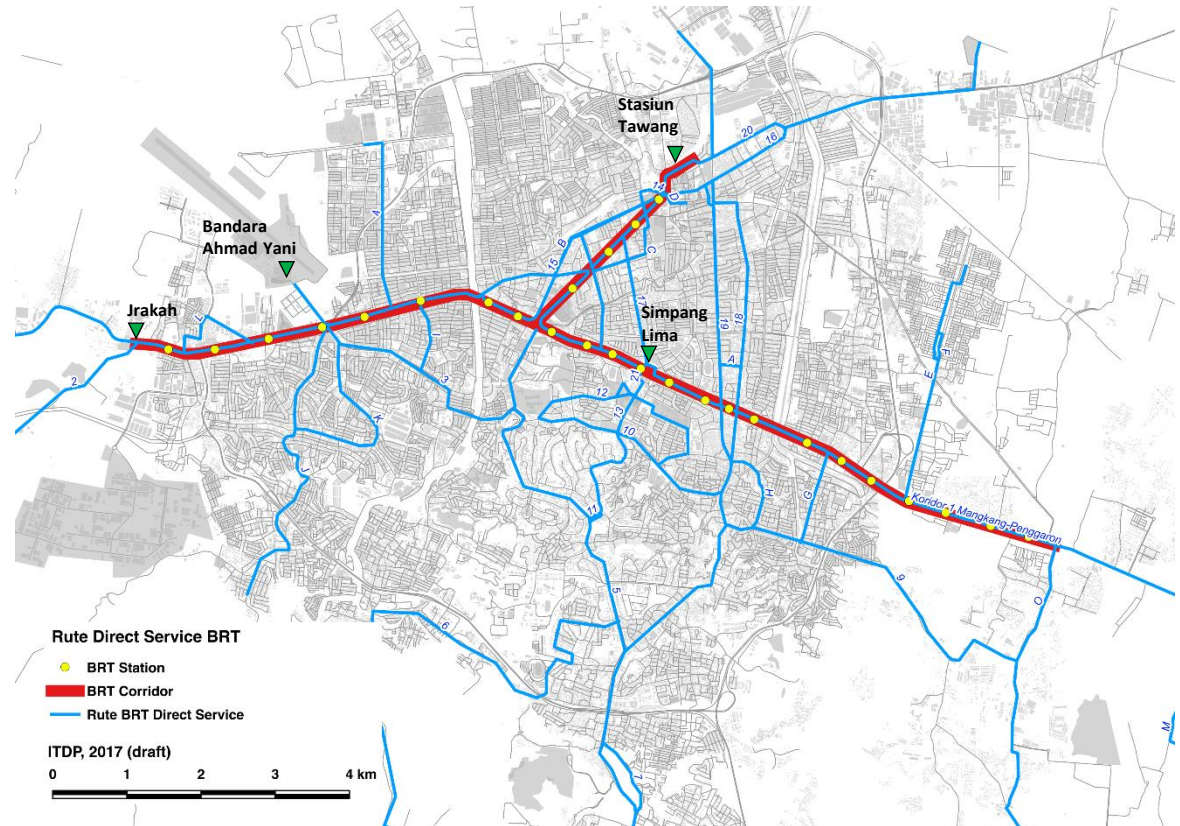 Stasiun
Tawang
20
16
14
D
A
B
C
15
Bandara
Ahmad Yani
Jrakah
L
17
Simpang
Lima
19
18
A
I
3
2
21
12
13
10
K
J
F
E
H
G
11
Koridor 1 Mangkang-Penggaron
9
O
5
6
M
7
Rute Direct Service BRT
BRT Station
BRT Corridor
Rute BRT Direct Service
ITDP, 2017 (draft)
0 1 2 3 4 km